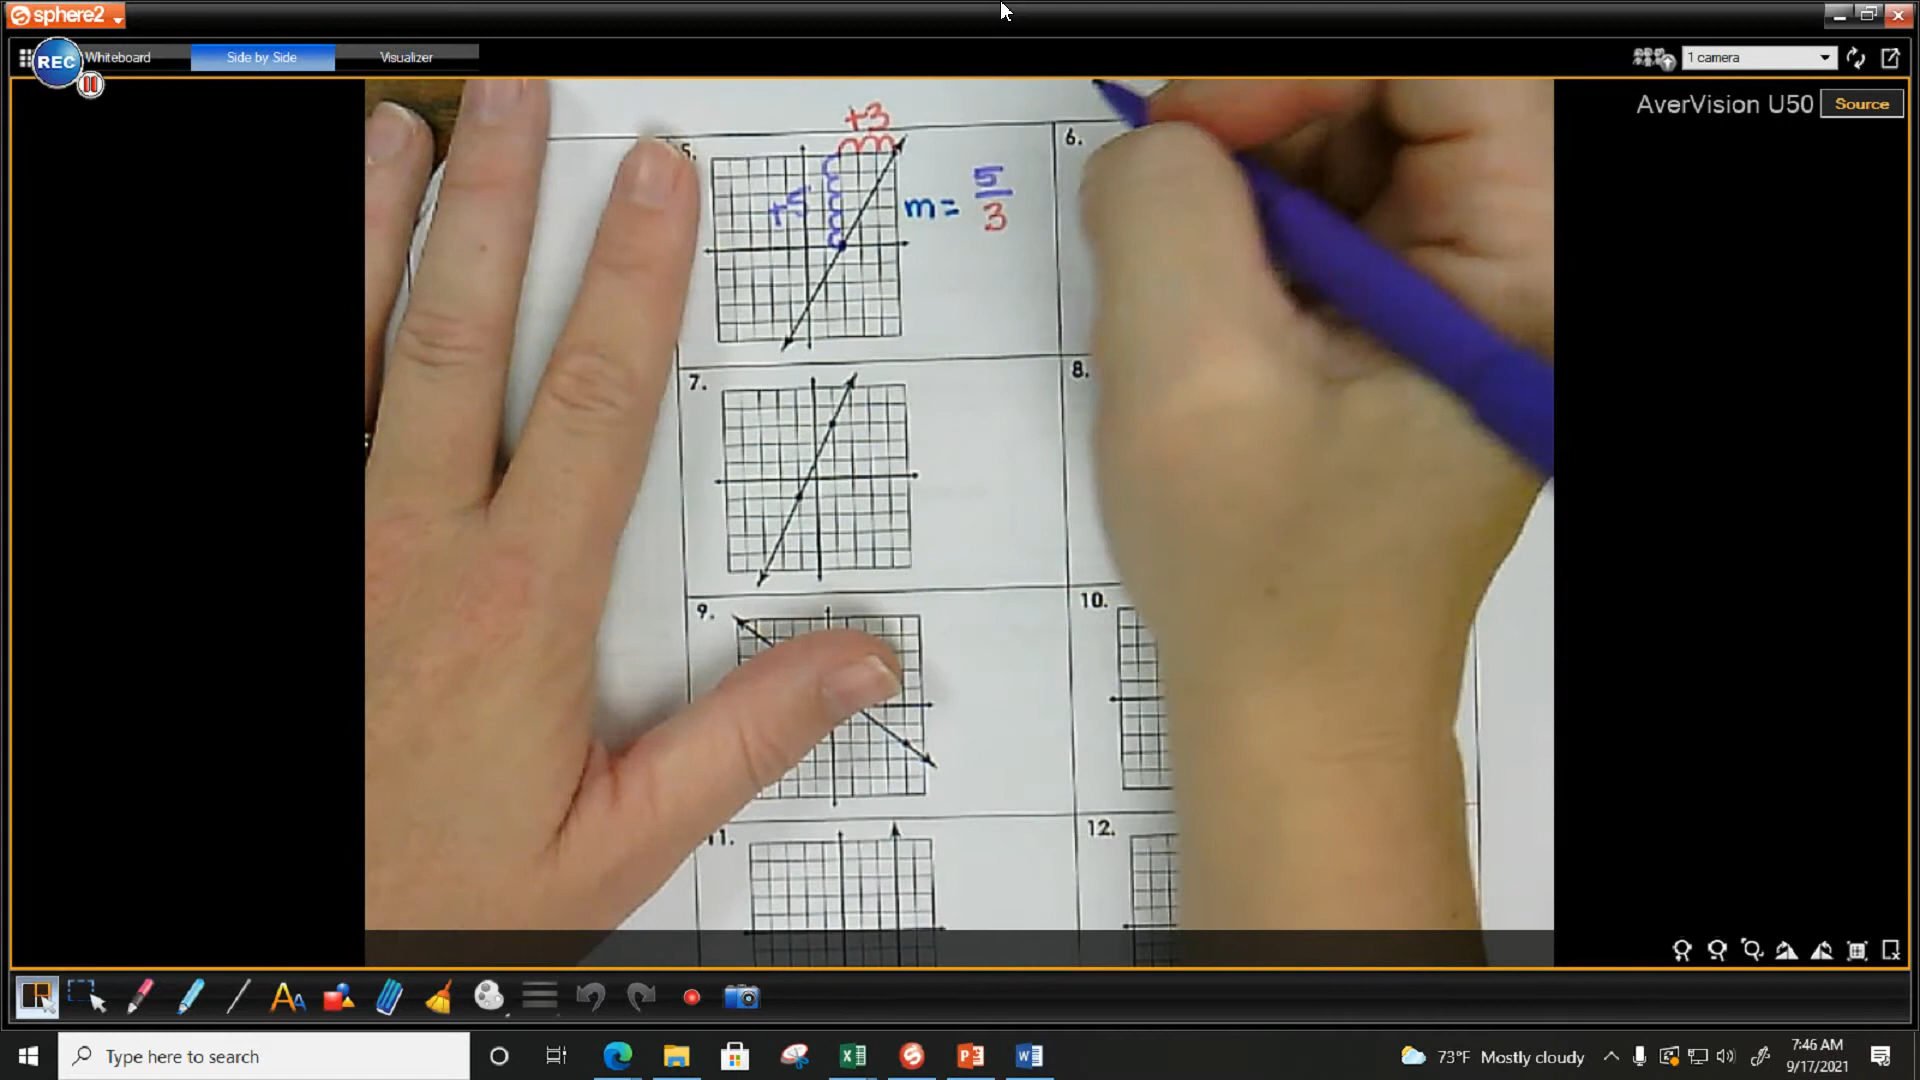 sphere2
REC
Whiteboard
Side by Side
Visualizer
1 camera
AverVision U50
Source
+3
5.
+5
m = 5/3
6.
7.
8.
9.
10.
11.
12.
Type here to search
73°F Mostly cloudy
7:46 AM
9/17/2021